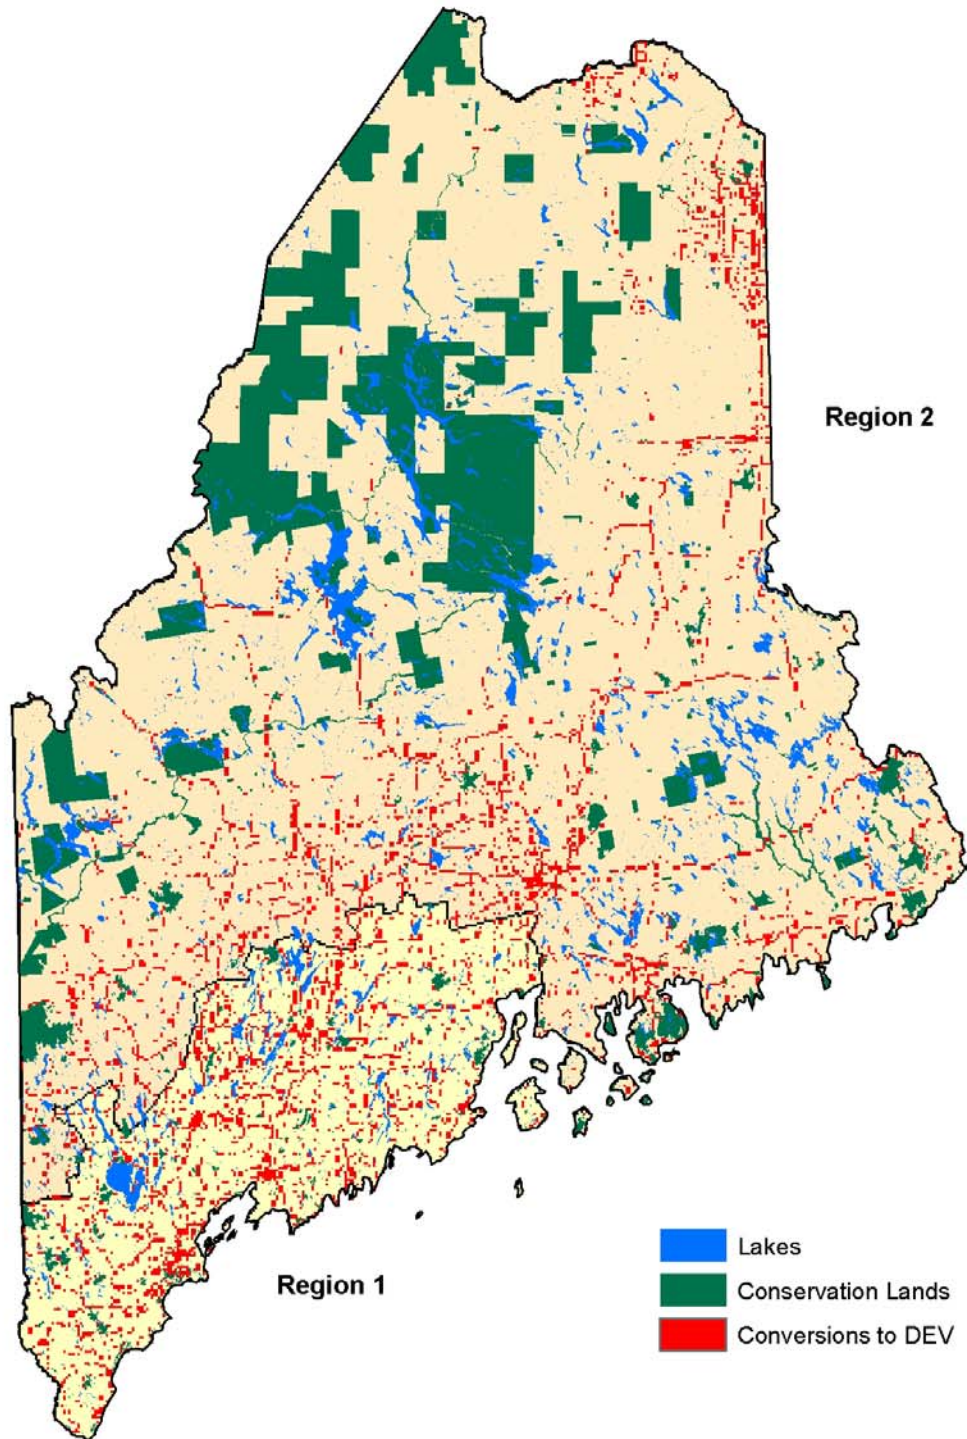 Region 2
Region 1
Lakes
Conservation Lands
Conversions to DEV